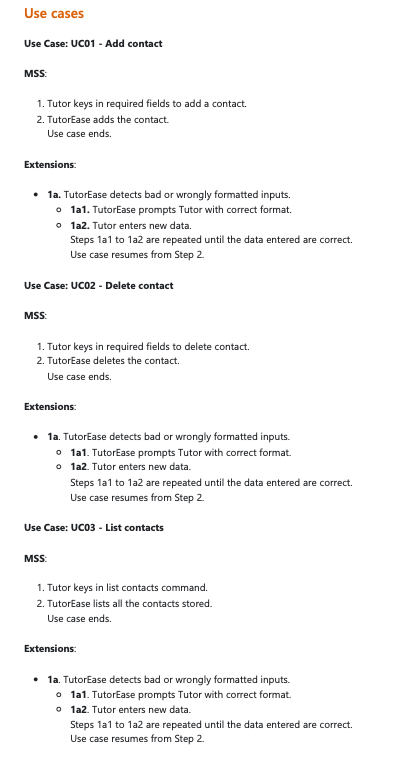 Use cases
Use Case: UC01 - Add contact
MSS:
1. Tutor keys in required fields to add a contact.
2. TutorEase adds the contact.
Use case ends.
Extensions:
• 1a. TutorEase detects bad or wrongly formatted inputs.
○ 1a1. TutorEase prompts Tutor with correct format.
○ 1a2. Tutor enters new data.
Steps 1a1 to 1a2 are repeated until the data entered are correct.
Use case resumes from Step 2.
Use Case: UC02 - Delete contact
MSS:
1. Tutor keys in required fields to delete contact.
2. TutorEase deletes the contact.
Use case ends.
Extensions:
• 1a. TutorEase detects bad or wrongly formatted inputs.
○ 1a1. TutorEase prompts Tutor with correct format.
○ 1a2. Tutor enters new data.
Steps 1a1 to 1a2 are repeated until the data entered are correct.
Use case resumes from Step 2.
Use Case: UC03 - List contacts
MSS:
1. Tutor keys in list contacts command.
2. TutorEase lists all the contacts stored.
Use case ends.
Extensions:
• 1a. TutorEase detects bad or wrongly formatted inputs.
○ 1a1. TutorEase prompts Tutor with correct format.
○ 1a2. Tutor enters new data.
Steps 1a1 to 1a2 are repeated until the data entered are correct.
Use case resumes from Step 2.